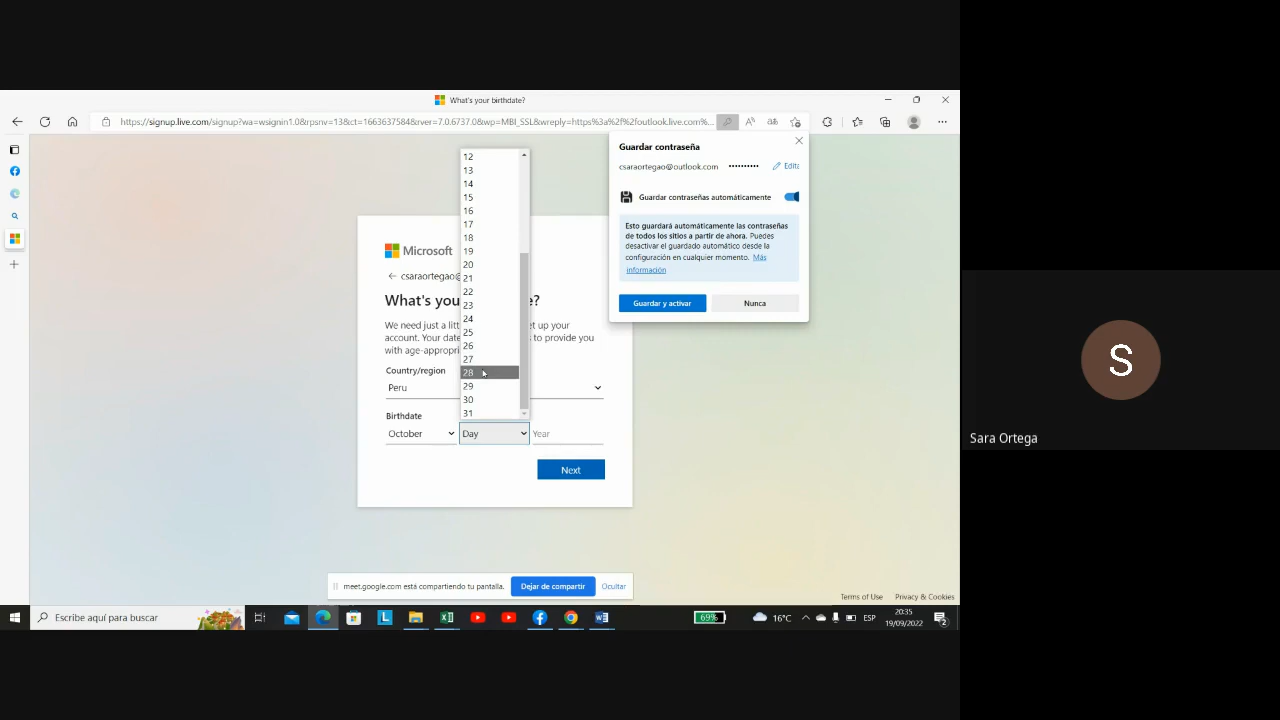 What's your birthdate?
https://signup.live.com/signup?wa=wsignin1.0&rpsnv=13&ct=1663637584&rver=7.0.6737.0&wp=MBI_SSL&wreply=https%3a%2f%2foutlook.live.com%...
Guardar contraseña
csaraortegao@outlook.com •••••••••• Edita
Guardar contraseñas automáticamente
Esto guardará automáticamente las contraseñas
de todos los sitios a partir de ahora. Puedes
desactivar el guardado automático desde la
configuración en cualquier momento. Más
información
Guardar y activar Nunca
12
13
14
15
16
17
18
19
20
21
22
23
24
25
26
27
28
29
30
31
Microsoft
csaraortegao@
What's you e?
We need just a litt et up your
account. Your date s to provide you
with age-appropri
Country/region
Peru
Birthdate
October Day Year
Next
meet.google.com está compartiendo tu pantalla. Dejar de compartir Ocultar
Terms of Use Privacy & Cookies
Escribe aquí para buscar
69% 16°C ESP 20:35
19/09/2022
2
S
Sara Ortega